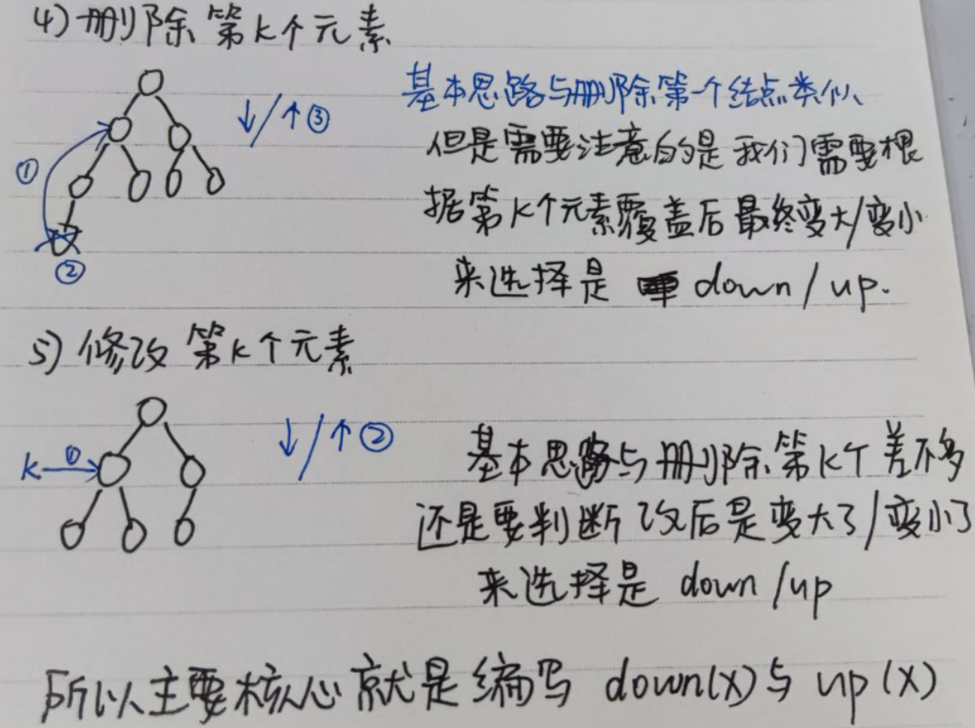 4) 删除第k个元素
基本思路与删除第一个结点类似
↓/↑③
但是需要注意的是我们需要根
①
据第k个元素覆盖后最终变大/变小
②
来选择是 down/up.
5) 修改第k个元素
k ①
↓/↑②
基本思路与删除第k个差不多
还是要判断改后是变大了/变小了
来选择是 down/up
所以主要核心就是编写 down(x)与 up(x)